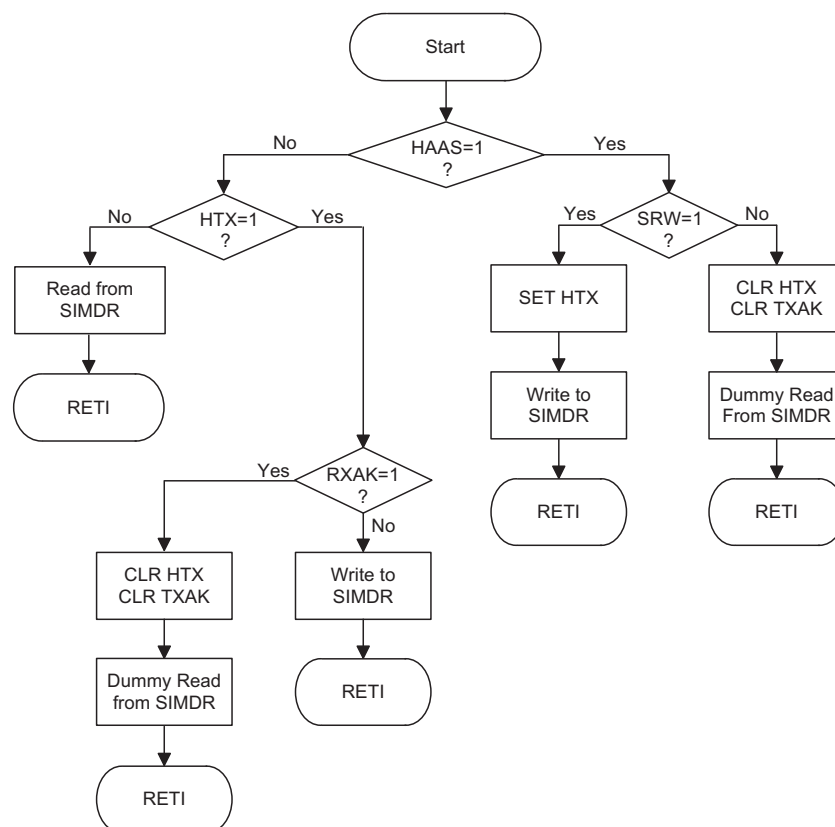 Start
HAAS=1
?
No
Yes
HTX=1
?
No
Yes
SRW=1
?
Yes
No
Read from
SIMDR
SET HTX
CLR HTX
CLR TXAK
RETI
Write to
SIMDR
Dummy Read
From SIMDR
RXAK=1
?
Yes
No
RETI
RETI
CLR HTX
CLR TXAK
Write to
SIMDR
Dummy Read
from SIMDR
RETI
RETI